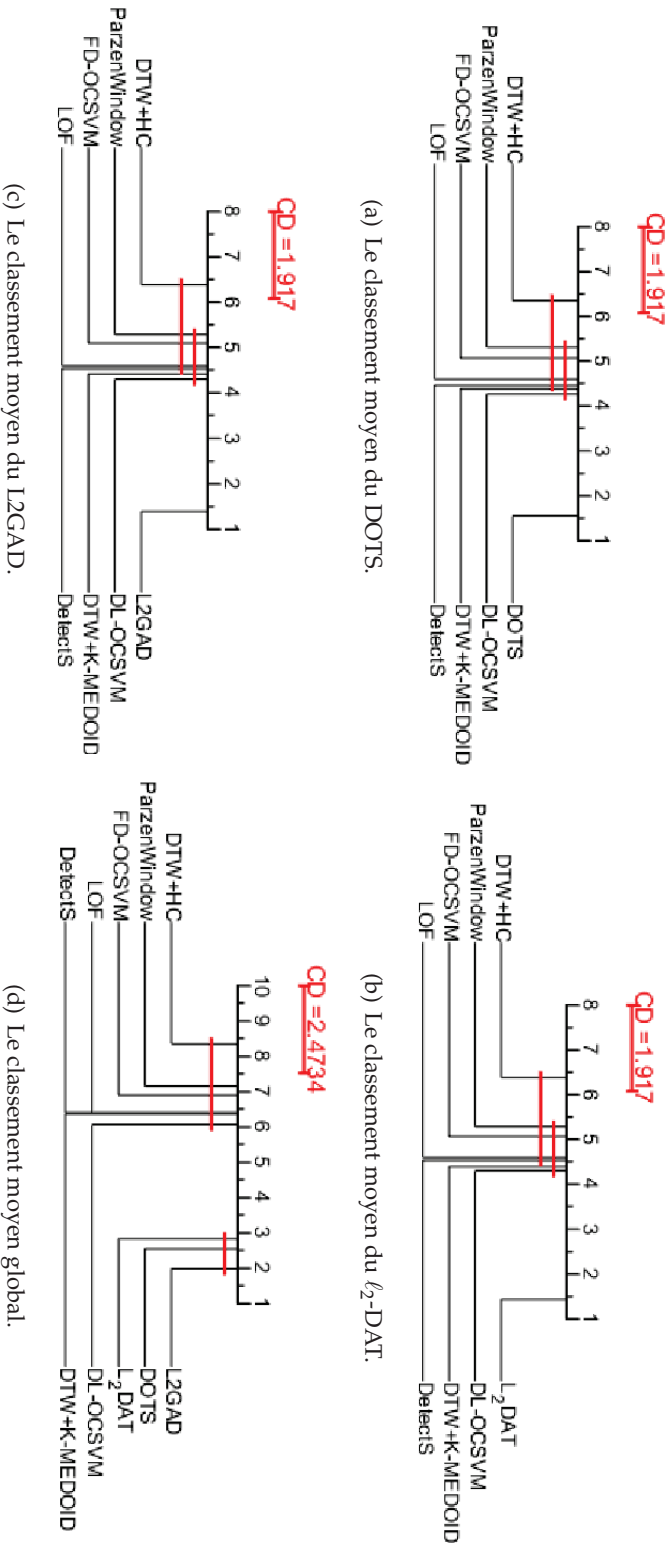 CD =1.917
8 7 6 5 4 3 2 1
DTW+HC
ParzenWindow
FD-OCSVM
LOF
DOTS
DL-OCSVM
DTW+K-MEDOID
DetectS
(a) Le classement moyen du DOTS.
CD =1.917
8 7 6 5 4 3 2 1
DTW+HC
ParzenWindow
FD-OCSVM
LOF
L2DAT
DL-OCSVM
DTW+K-MEDOID
DetectS
(b) Le classement moyen du ℓ2-DAT.
CD =1.917
8 7 6 5 4 3 2 1
DTW+HC
ParzenWindow
FD-OCSVM
LOF
L2GAD
DL-OCSVM
DTW+K-MEDOID
DetectS
(c) Le classement moyen du L2GAD.
CD =2.4734
10 9 8 7 6 5 4 3 2 1
DTW+HC
ParzenWindow
FD-OCSVM
LOF
DetectS
L2GAD
DOTS
L2DAT
DL-OCSVM
DTW+K-MEDOID
(d) Le classement moyen global.